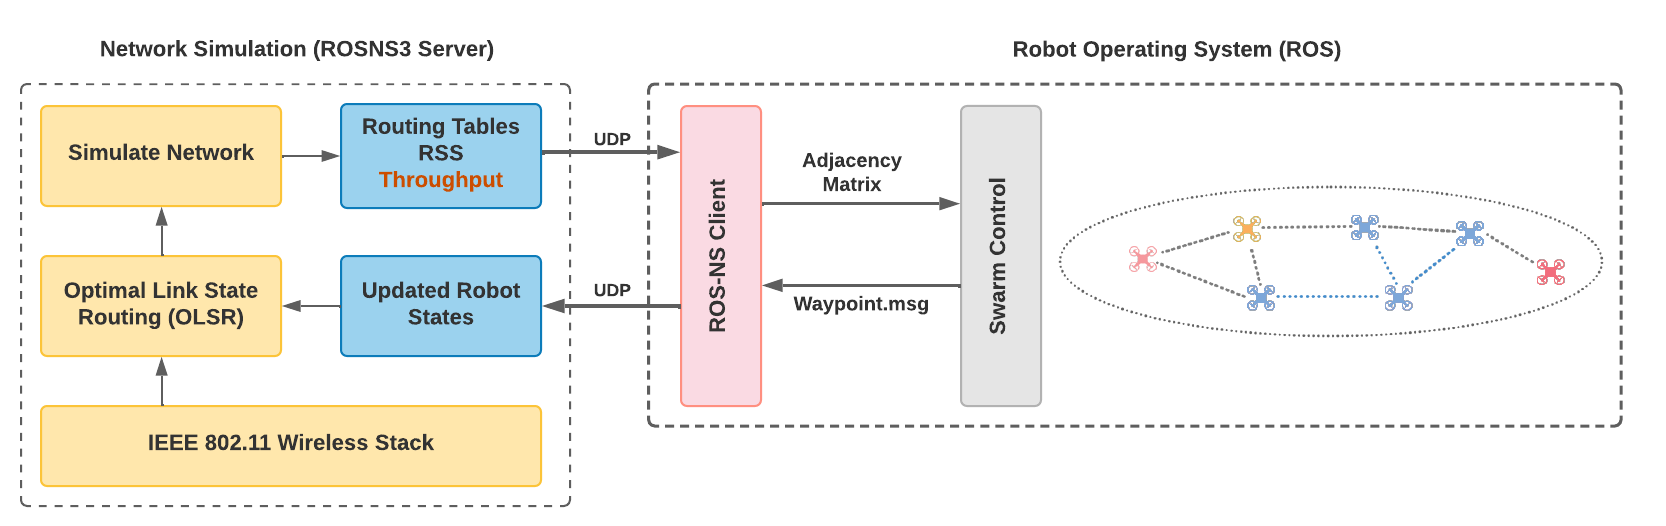 Network Simulation (ROSNS3 Server)
Robot Operating System (ROS)
Simulate Network
Routing Tables
RSS
Throughput
UDP
Adjacency
Matrix
ROS-NS Client
Swarm Control
Optimal Link State
Routing (OLSR)
Updated Robot
States
UDP
Waypoint.msg
IEEE 802.11 Wireless Stack